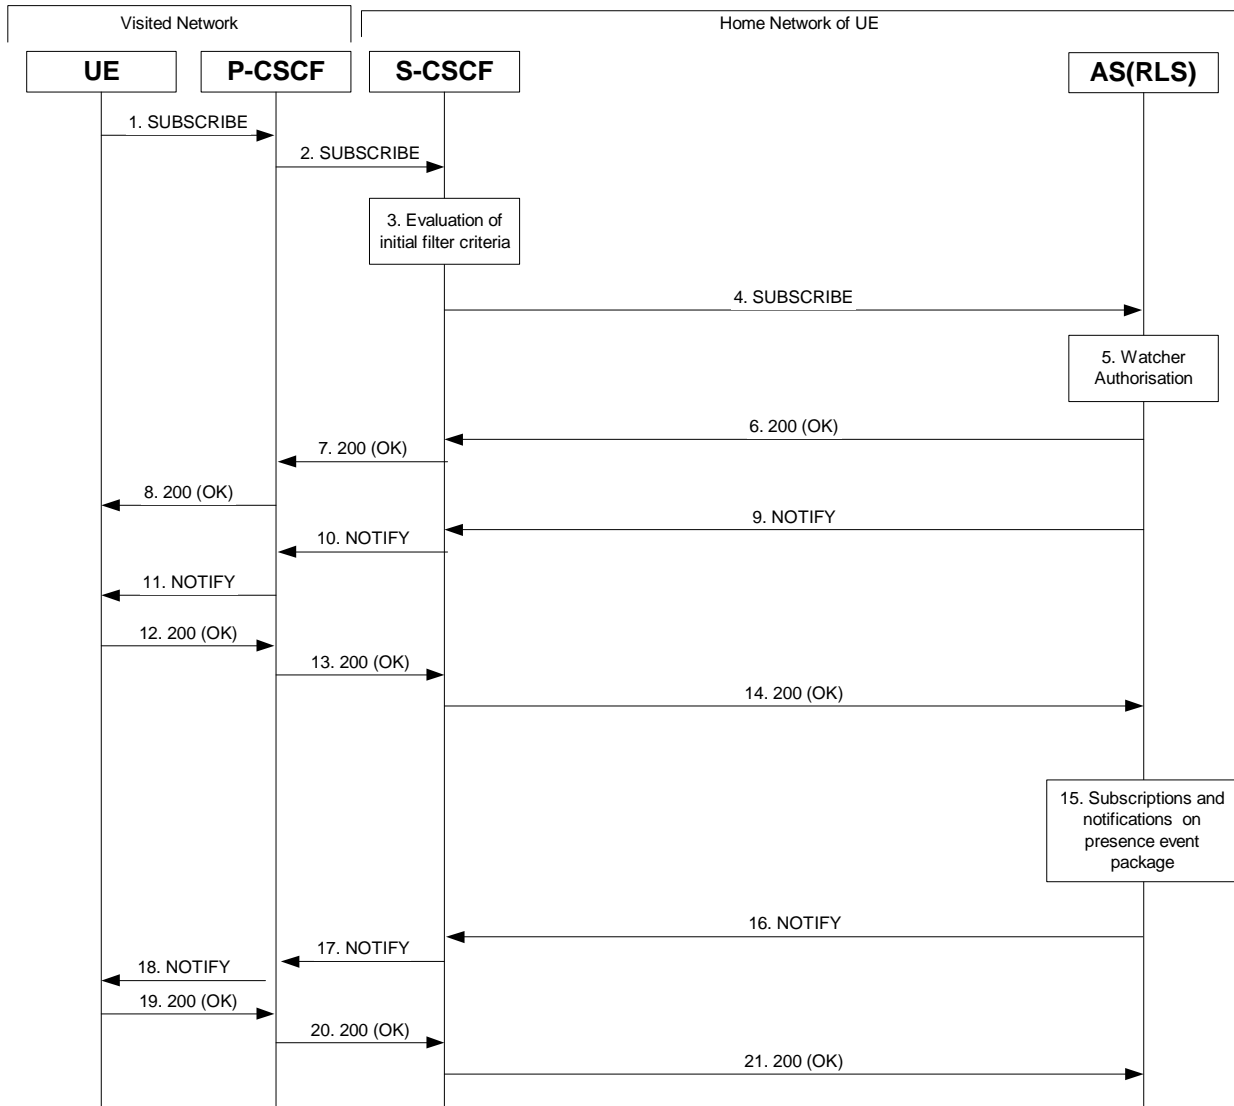 Visited Network
Home Network of UE
UE
P-CSCF
S-CSCF
AS(RLS)
1. SUBSCRIBE
2. SUBSCRIBE
3. Evaluation of
initial filter criteria
4. SUBSCRIBE
5. Watcher
Authorisation
6. 200 (OK)
7. 200 (OK)
8. 200 (OK)
9. NOTIFY
10. NOTIFY
11. NOTIFY
12. 200 (OK)
13. 200 (OK)
14. 200 (OK)
15. Subscriptions and
notifications on
presence event
package
16. NOTIFY
17. NOTIFY
18. NOTIFY
19. 200 (OK)
20. 200 (OK)
21. 200 (OK)